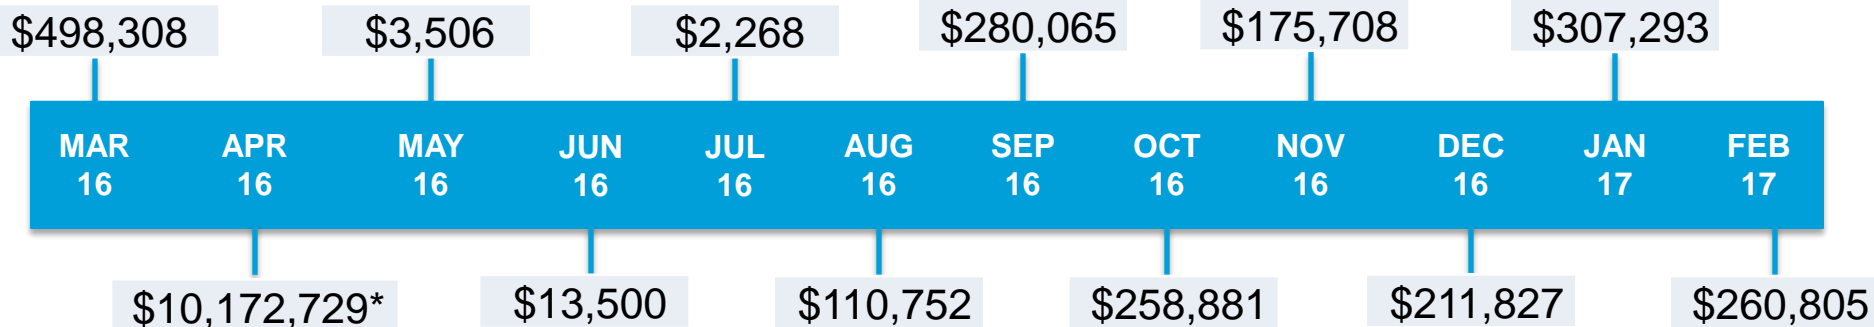 $498,308 $3,506 $2,268 $280,065 $175,708 $307,293
MAR APR MAY JUN JUL AUG SEP OCT NOV DEC JAN FEB
16 16 16 16 16 16 16 16 16 16 17 17
$10,172,729* $13,500 $110,752 $258,881 $211,827 $260,805